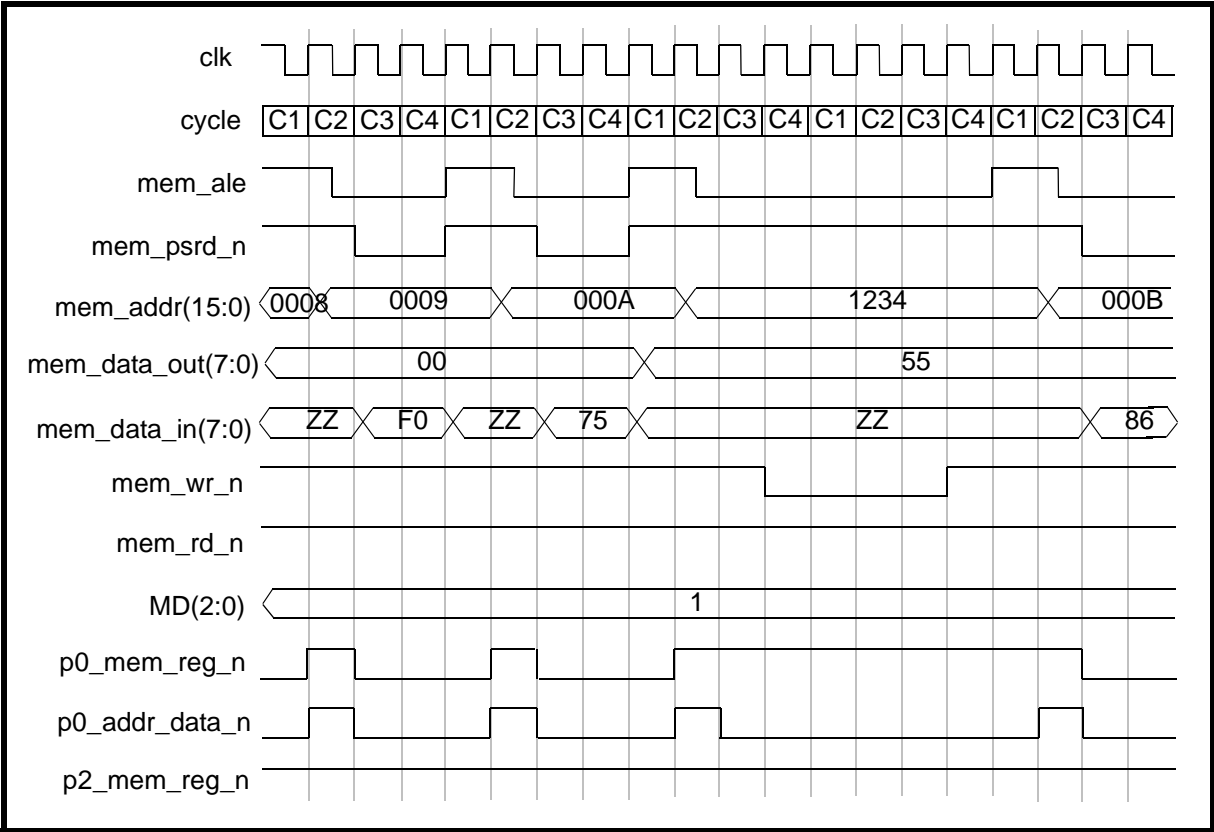 clk
cycle C1 C2 C3 C4 C1 C2 C3 C4 C1 C2 C3 C4 C1 C2 C3 C4 C1 C2 C3 C4
mem_ale
mem_psrd_n
mem_addr(15:0) 0008 0009 000A 1234 000B
mem_data_out(7:0) 00 55
mem_data_in(7:0) ZZ F0 ZZ 75 ZZ 86
mem_wr_n
mem_rd_n
MD(2:0) 1
p0_mem_reg_n
p0_addr_data_n
p2_mem_reg_n